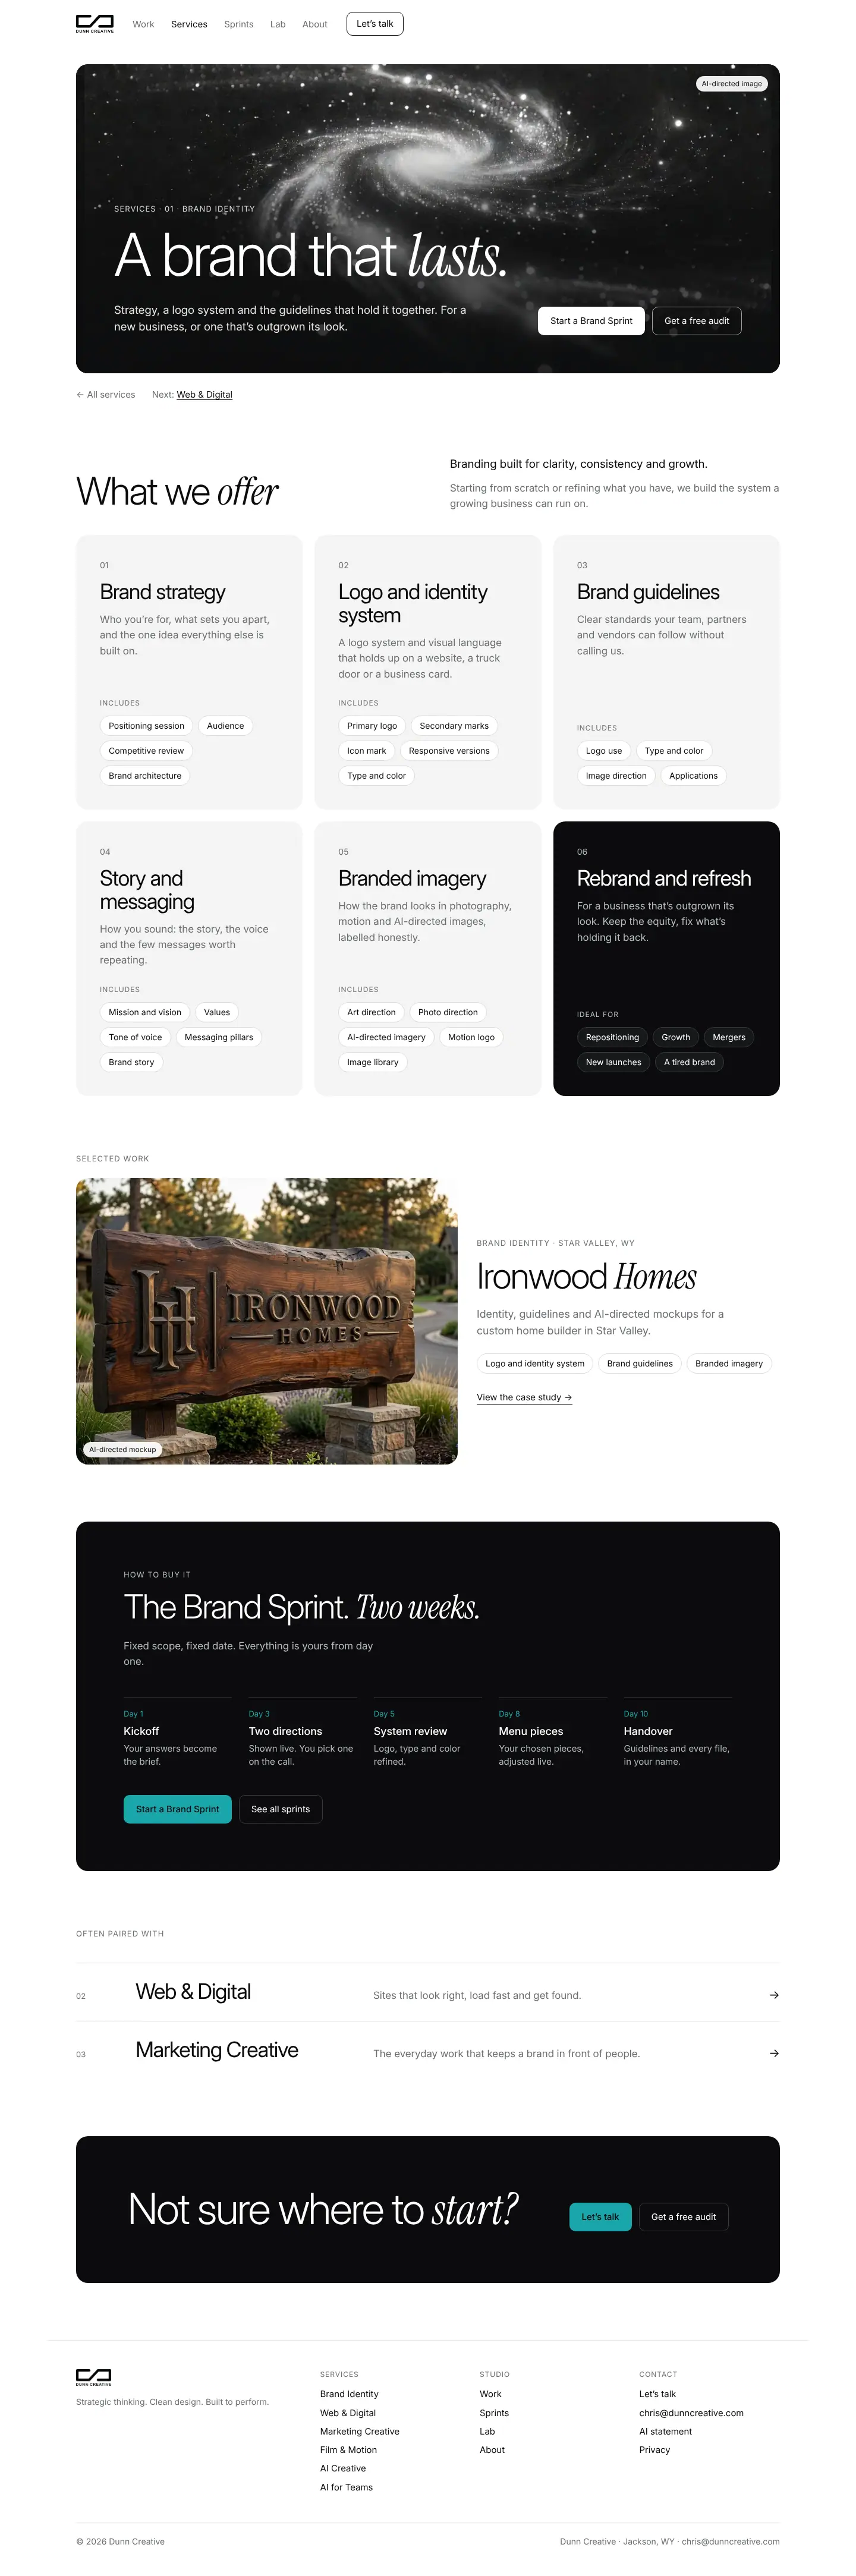 DUNN CREATIVE
Work Services Sprints Lab About Let's talk
AI-directed image
SERVICES · 01 · BRAND IDENTITY
A brand that lasts.
Strategy, a logo system and the guidelines that hold it together. For a
new business, or one that's outgrown its look.
Start a Brand Sprint Get a free audit
← All services Next: Web & Digital
What we offer
Branding built for clarity, consistency and growth.
Starting from scratch or refining what you have, we build the system a
growing business can run on.
01
Brand strategy
Who you're for, what sets you apart,
and the one idea everything else is
built on.
INCLUDES
Positioning session Audience
Competitive review
Brand architecture
02
Logo and identity
system
A logo system and visual language
that holds up on a website, a truck
door or a business card.
INCLUDES
Primary logo Secondary marks
Icon mark Responsive versions
Type and color
03
Brand guidelines
Clear standards your team, partners
and vendors can follow without
calling us.
INCLUDES
Logo use Type and color
Image direction Applications
04
Story and
messaging
How you sound: the story, the voice
and the few messages worth
repeating.
INCLUDES
Mission and vision Values
Tone of voice Messaging pillars
Brand story
05
Branded imagery
How the brand looks in photography,
motion and AI-directed images,
labelled honestly.
INCLUDES
Art direction Photo direction
AI-directed imagery Motion logo
Image library
06
Rebrand and refresh
For a business that's outgrown its
look. Keep the equity, fix what's
holding it back.
IDEAL FOR
Repositioning Growth Mergers
New launches A tired brand
SELECTED WORK
IRONWOOD
HOMES
AI-directed mockup
BRAND IDENTITY · STAR VALLEY, WY
Ironwood Homes
Identity, guidelines and AI-directed mockups for a
custom home builder in Star Valley.
Logo and identity system Brand guidelines Branded imagery
View the case study →
HOW TO BUY IT
The Brand Sprint. Two weeks.
Fixed scope, fixed date. Everything is yours from day
one.
Day 1
Kickoff
Your answers become
the brief.
Day 3
Two directions
Shown live. You pick one
on the call.
Day 5
System review
Logo, type and color
refined.
Day 8
Menu pieces
Your chosen pieces,
adjusted live.
Day 10
Handover
Guidelines and every file,
in your name.
Start a Brand Sprint See all sprints
OFTEN PAIRED WITH
02 Web & Digital Sites that look right, load fast and get found. →
03 Marketing Creative The everyday work that keeps a brand in front of people. →
Not sure where to start?
Let's talk Get a free audit
DUNN CREATIVE
Strategic thinking. Clean design. Built to perform.
SERVICES
Brand Identity
Web & Digital
Marketing Creative
Film & Motion
AI Creative
AI for Teams
STUDIO
Work
Sprints
Lab
About
CONTACT
Let's talk
chris@dunncreative.com
AI statement
Privacy
© 2026 Dunn Creative
Dunn Creative · Jackson, WY · chris@dunncreative.com